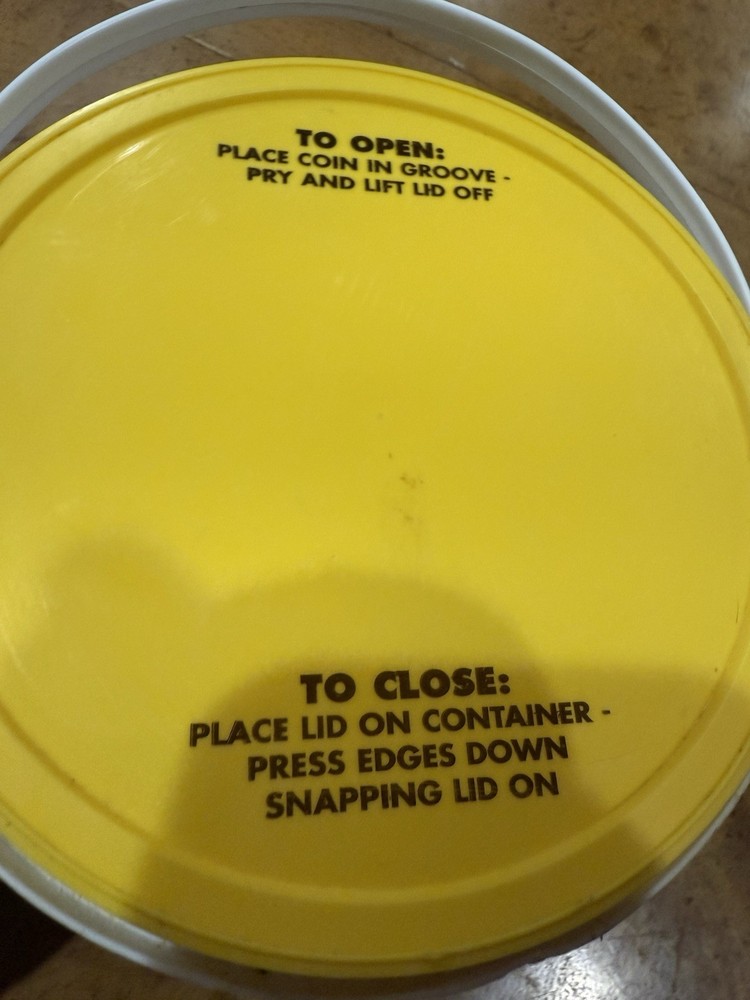 TO OPEN:
PLACE COIN IN GROOVE -
PRY AND LIFT LID OFF
TO CLOSE:
PLACE LID ON CONTAINER -
PRESS EDGES DOWN
SNAPPING LID ON